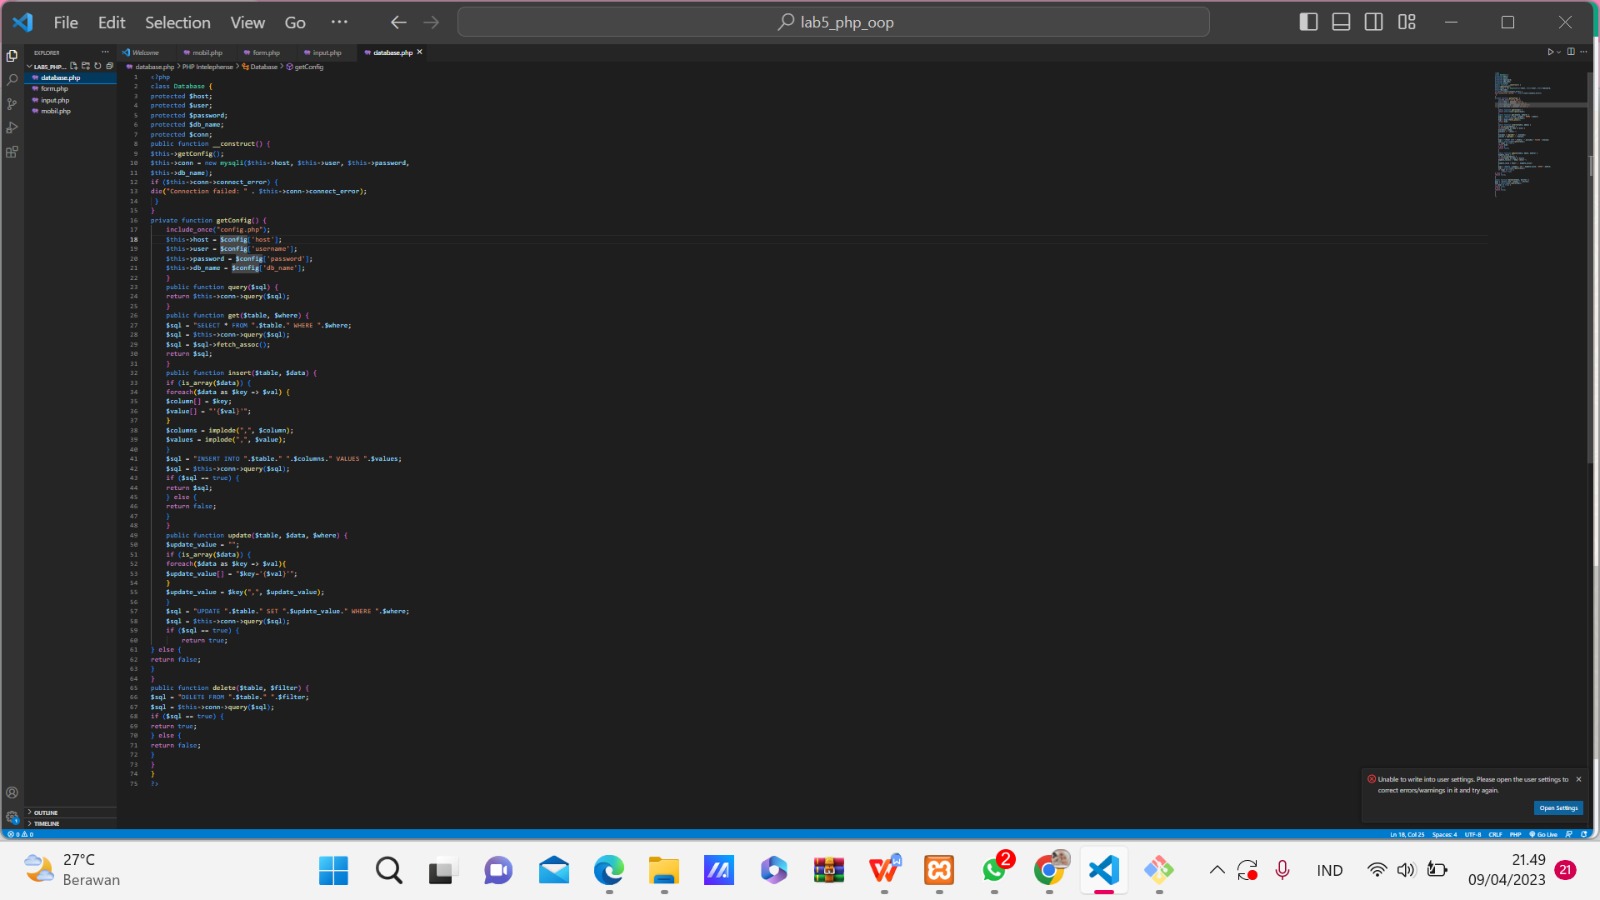 File Edit Selection View Go ··· lab5_php_oop
EXPLORER ···
LAB5_PHP...
database.php
form.php
input.php
mobil.php
OUTLINE
TIMELINE
Welcome mobil.php form.php input.php database.php
database.php > PHP Intelephense > Database > getConfig
1 <?php
2 class Database {
3 protected $host;
4 protected $user;
5 protected $password;
6 protected $db_name;
7 protected $conn;
8 public function __construct() {
9 $this->getConfig();
10 $this->conn = new mysqli($this->host, $this->user, $this->password,
11 $this->db_name);
12 if ($this->conn->connect_error) {
13 die("Connection failed: " . $this->conn->connect_error);
14 }
15 }
16 private function getConfig() {
17 include_once("config.php");
18 $this->host = $config['host'];
19 $this->user = $config['username'];
20 $this->password = $config['password'];
21 $this->db_name = $config['db_name'];
22 }
23 public function query($sql) {
24 return $this->conn->query($sql);
25 }
26 public function get($table, $where) {
27 $sql = "SELECT * FROM ".$table." WHERE ".$where;
28 $sql = $this->conn->query($sql);
29 $sql = $sql->fetch_assoc();
30 return $sql;
31 }
32 public function insert($table, $data) {
33 if (is_array($data)) {
34 foreach($data as $key => $val) {
35 $column[] = $key;
36 $value[] = "'{$val}'";
37 }
38 $columns = implode(",", $column);
39 $values = implode(",", $value);
40 }
41 $sql = "INSERT INTO ".$table." ".$columns." VALUES ".$values;
42 $sql = $this->conn->query($sql);
43 if ($sql == true) {
44 return $sql;
45 } else {
46 return false;
47 }
48 }
49 public function update($table, $data, $where) {
50 $update_value = "";
51 if (is_array($data)) {
52 foreach($data as $key => $val){
53 $update_value[] = "$key='{$val}'";
54 }
55 $update_value = $key(",", $update_value);
56 }
57 $sql = "UPDATE ".$table." SET ".$update_value." WHERE ".$where;
58 $sql = $this->conn->query($sql);
59 if ($sql == true) {
60 return true;
61 } else {
62 return false;
63 }
64 }
65 public function delete($table, $filter) {
66 $sql = "DELETE FROM ".$table." ".$filter;
67 $sql = $this->conn->query($sql);
68 if ($sql == true) {
69 return true;
70 } else {
71 return false;
72 }
73 }
74 }
75 ?>
Unable to write into user settings. Please open the user settings to
correct errors/warnings in it and try again.
Open Settings
0 0 Ln 18, Col 25 Spaces: 4 UTF-8 CRLF PHP Go Live
27°C
Berawan
2
IND
21.49
09/04/2023
21